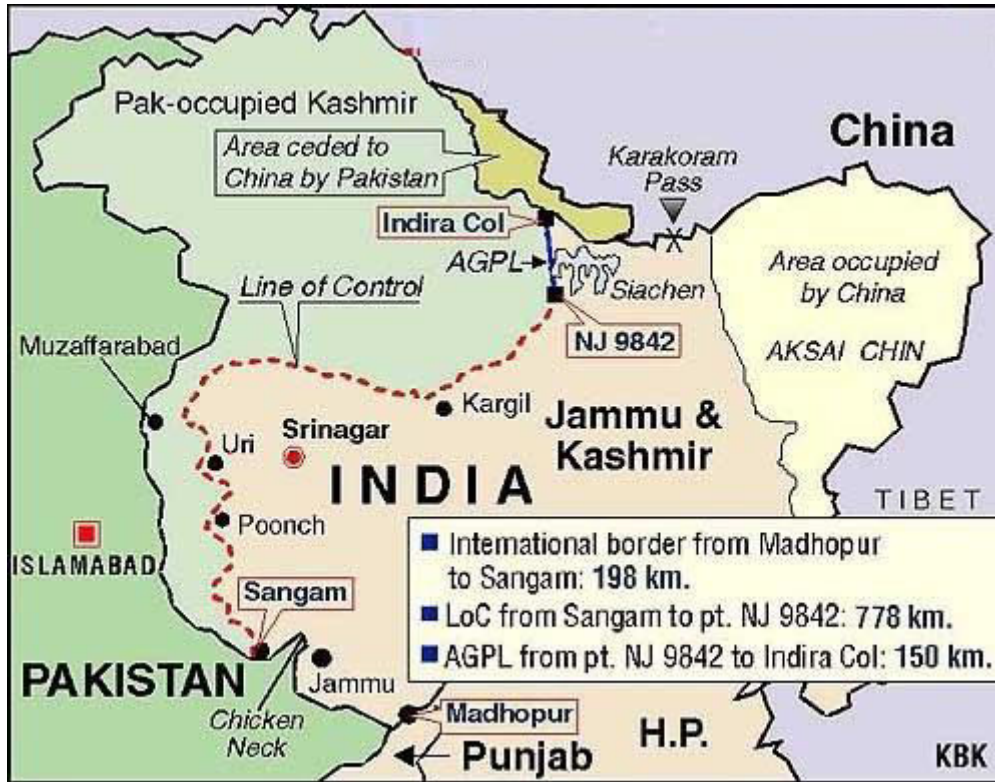 Pak-occupied Kashmir
Area ceded to
China by Pakistan
China
Karakoram
Pass
Indira Col
AGPL
Siachen
Area occupied
by China
AKSAI CHIN
Line of Control
NJ 9842
Muzaffarabad
Kargil
Jammu &
Kashmir
Srinagar
Uri
INDIA
TIBET
Poonch
ISLAMABAD
Sangam
International border from Madhopur
to Sangam: 198 km.
LoC from Sangam to pt. NJ 9842: 778 km.
AGPL from pt. NJ 9842 to Indira Col: 150 km.
PAKISTAN
Jammu
Chicken
Neck
Madhopur
Punjab
H.P.
KBK